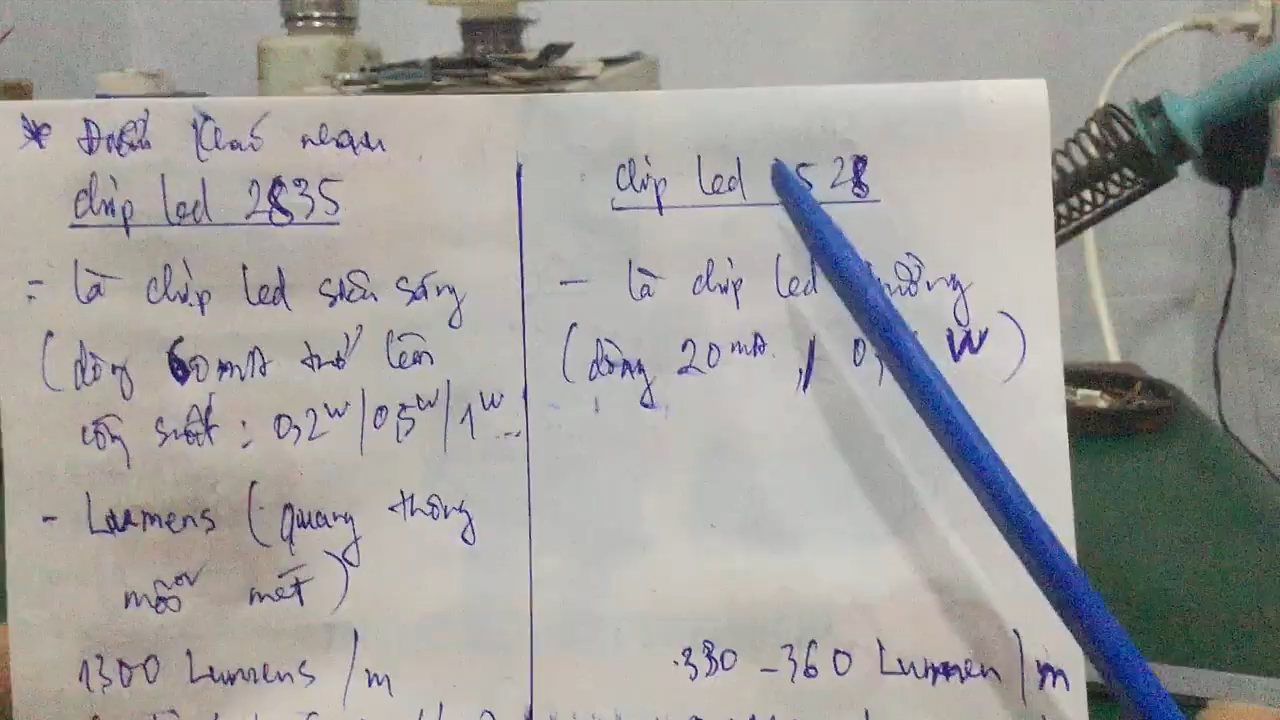 * Điểm khác nhau
chip led 2835
- là chip led siêu sáng
(dòng 60mA trở lên
công suất : 0,2W/0,5W/1W...
- Lumens (quang thông
mỗi mét)
1300 Lumens/m
chip led 528
- là chip led
(dòng 20mA, 0, W)
330 - 360 Lumen/m